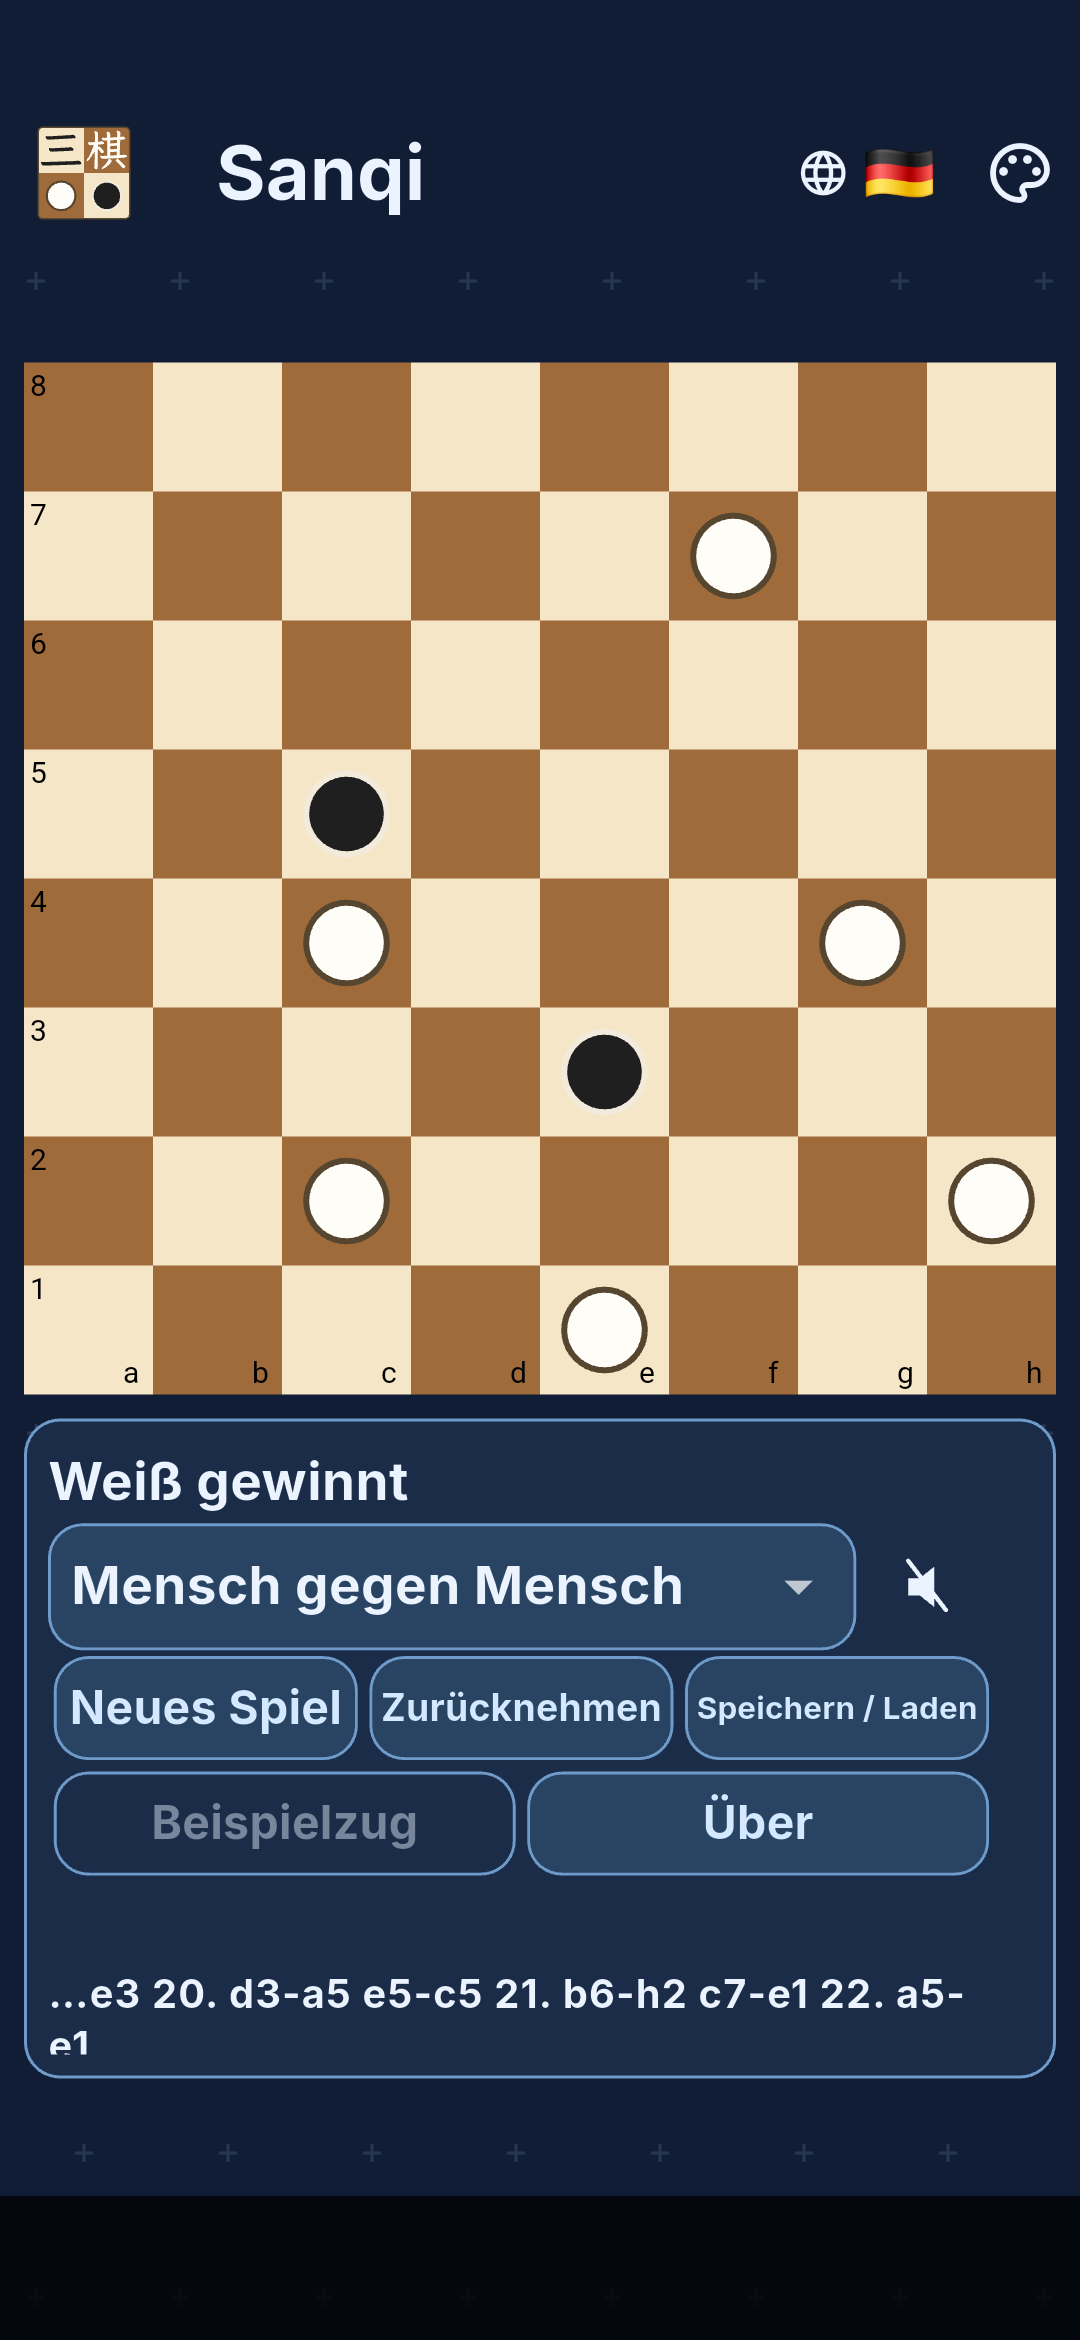 三棋
Sanqi
8
7
6
5
4
3
2
1
a b c d e f g h
Weiß gewinnt
Mensch gegen Mensch
Neues Spiel Zurücknehmen Speichern / Laden
Beispielzug Über
...e3 20. d3-a5 e5-c5 21. b6-h2 c7-e1 22. a5-
e1